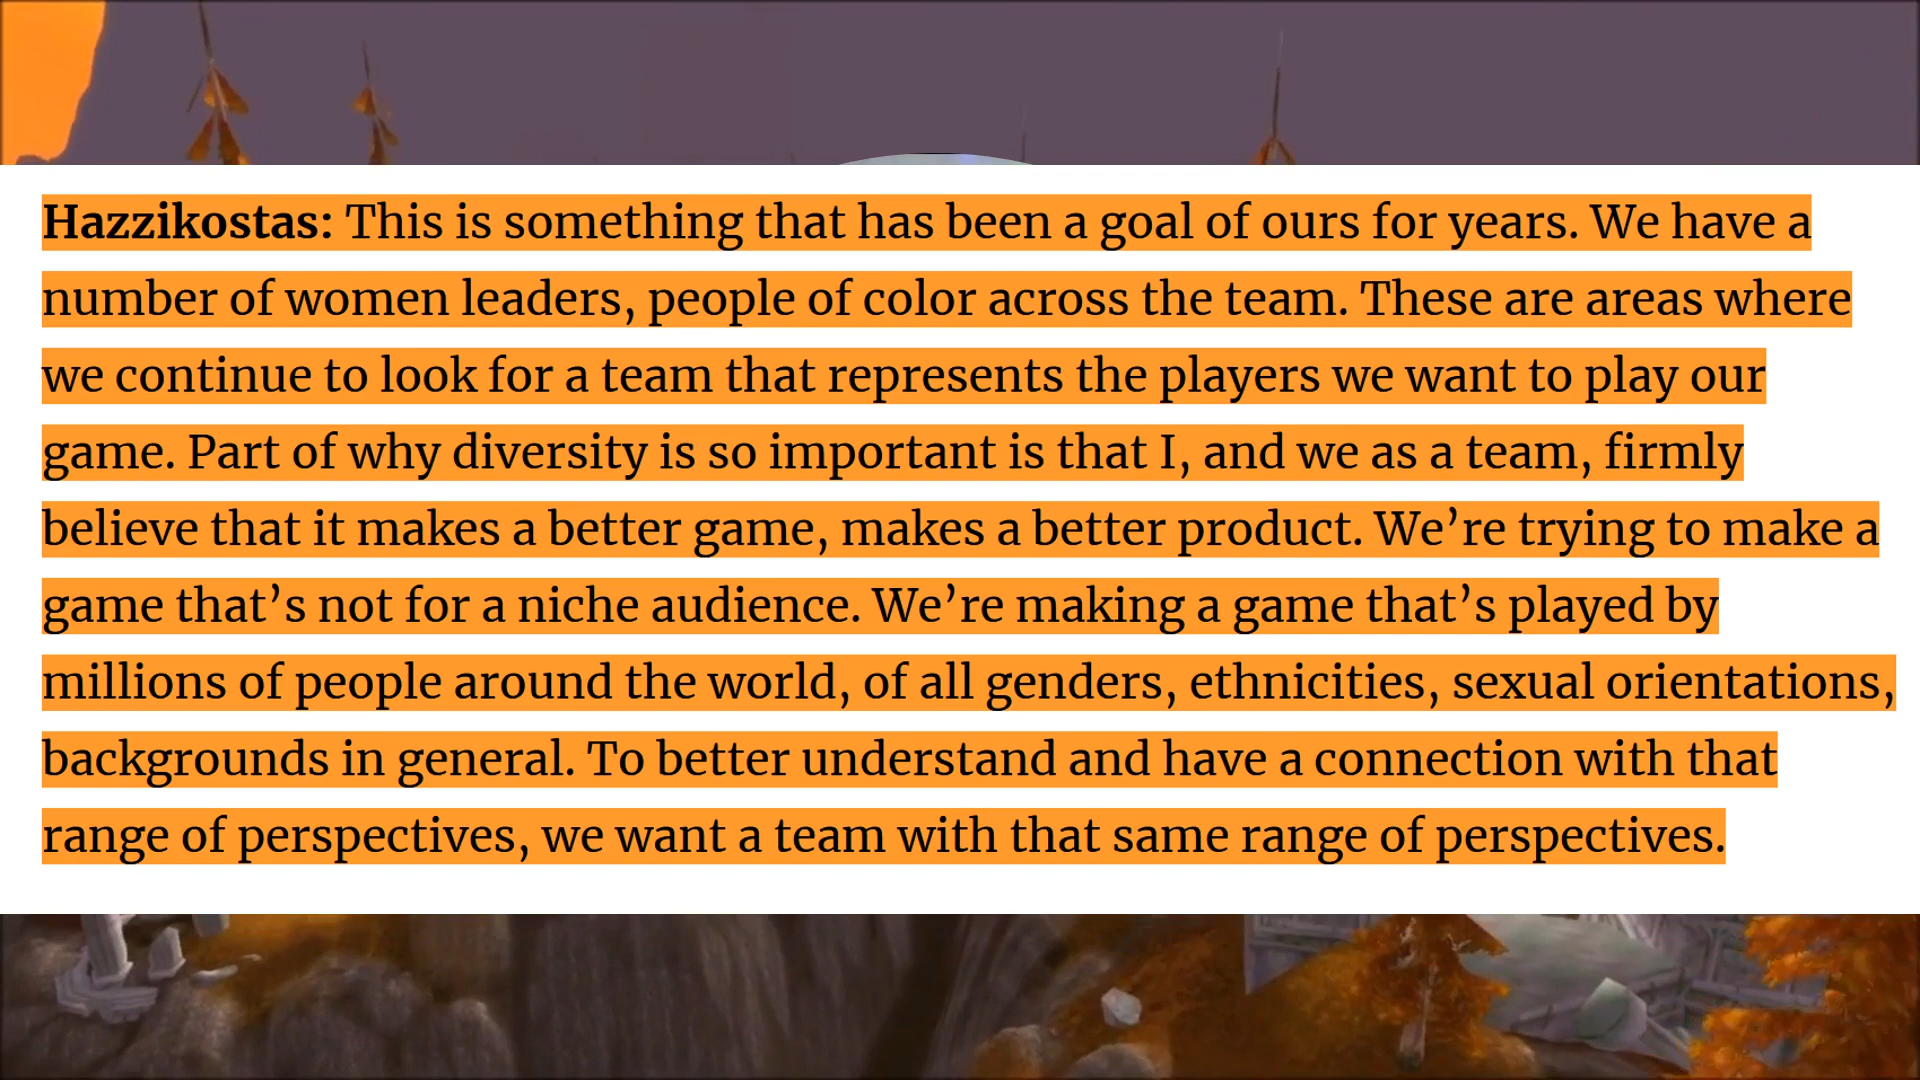 Hazzikostas: This is something that has been a goal of ours for years. We have a
number of women leaders, people of color across the team. These are areas where
we continue to look for a team that represents the players we want to play our
game. Part of why diversity is so important is that I, and we as a team, firmly
believe that it makes a better game, makes a better product. We’re trying to make a
game that’s not for a niche audience. We’re making a game that’s played by
millions of people around the world, of all genders, ethnicities, sexual orientations,
backgrounds in general. To better understand and have a connection with that
range of perspectives, we want a team with that same range of perspectives.